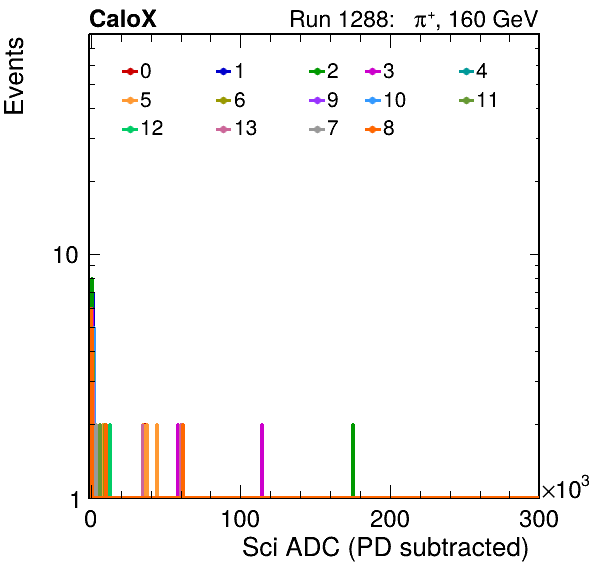 CaloX Run 1288: π⁺, 160 GeV
Events
0 1 2 3 4
5 6 9 10 11
12 13 7 8
10
1
×10³
0 100 200 300
Sci ADC (PD subtracted)